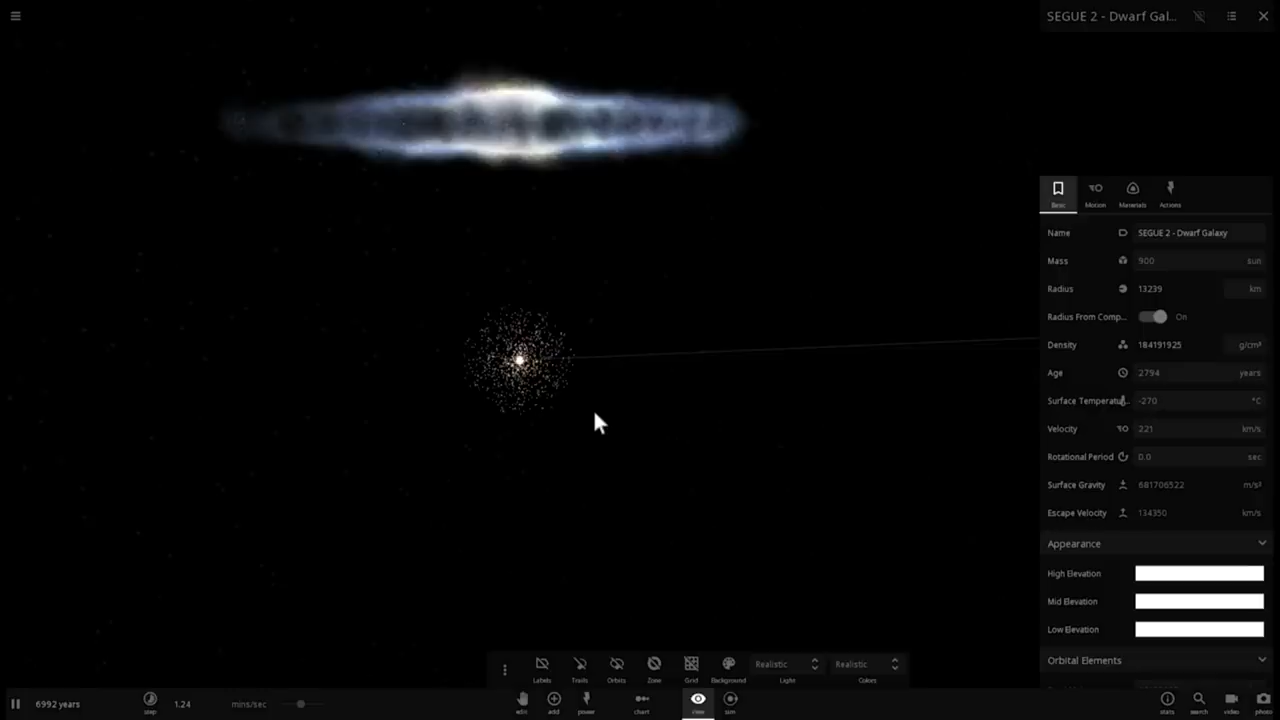 SEGUE 2 - Dwarf Gal...
Basic
Motion
Materials
Actions
Name
SEGUE 2 - Dwarf Galaxy
Mass
900
sun
Radius
13239
km
Radius From Comp...
On
Density
184191925
g/cm³
Age
2794
years
Surface Temperatu...
-270
°C
Velocity
221
km/s
Rotational Period
0.0
sec
Surface Gravity
681706522
m/s²
Escape Velocity
134350
km/s
Appearance
High Elevation
Mid Elevation
Low Elevation
Orbital Elements
Labels
Trails
Orbits
Zone
Grid
Background
Realistic
Light
Realistic
Colors
6992 years
step
1.24
mins/sec
edit
add
power
chart
view
sim
stats
search
video
photo